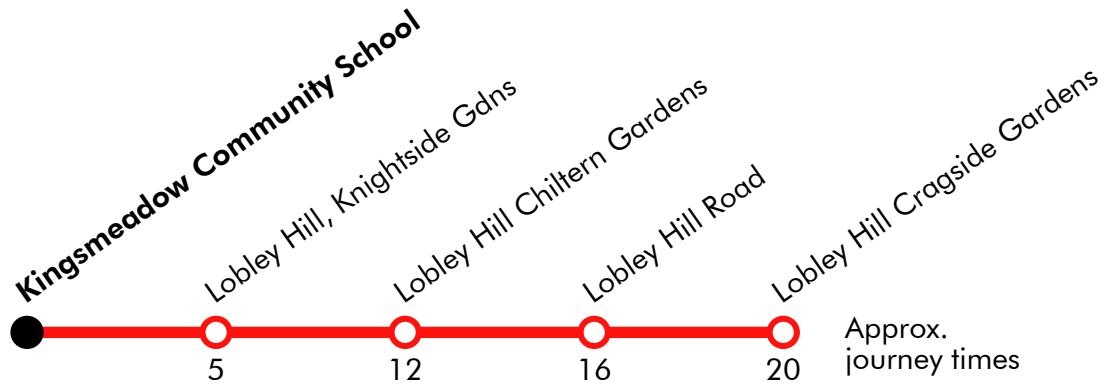 Kingsmeadow Community School
Lobley Hill, Knightside Gdns
Lobley Hill Chiltern Gardens
Lobley Hill Road
Lobley Hill Cragside Gardens
5
12
16
20
Approx.
journey times